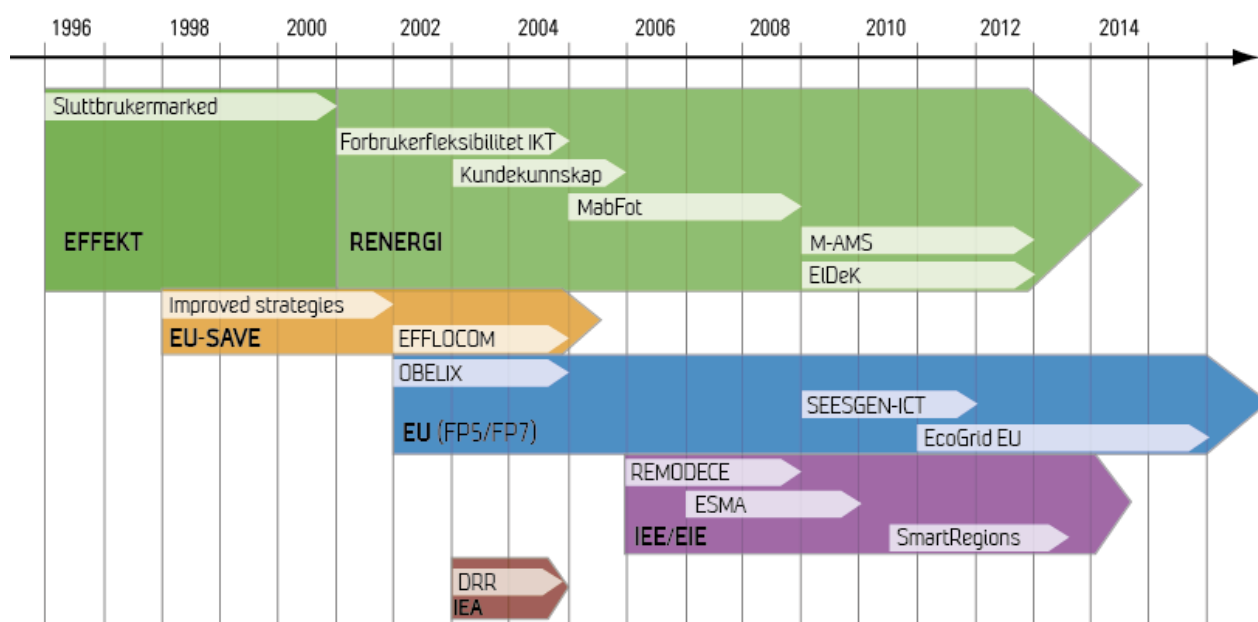 1996 1998 2000 2002 2004 2006 2008 2010 2012 2014
Sluttbrukermarked
Forbrukerfleksibilitet IKT
Kundekunnskap
MabFot
EFFEKT RENERGI M-AMS
ElDeK
Improved strategies
EU-SAVE EFFLOCOM
OBELIX
SEESGEN-ICT
EU (FP5/FP7) EcoGrid EU
REMODECE
ESMA
IEE/EIE SmartRegions
DRR
IEA